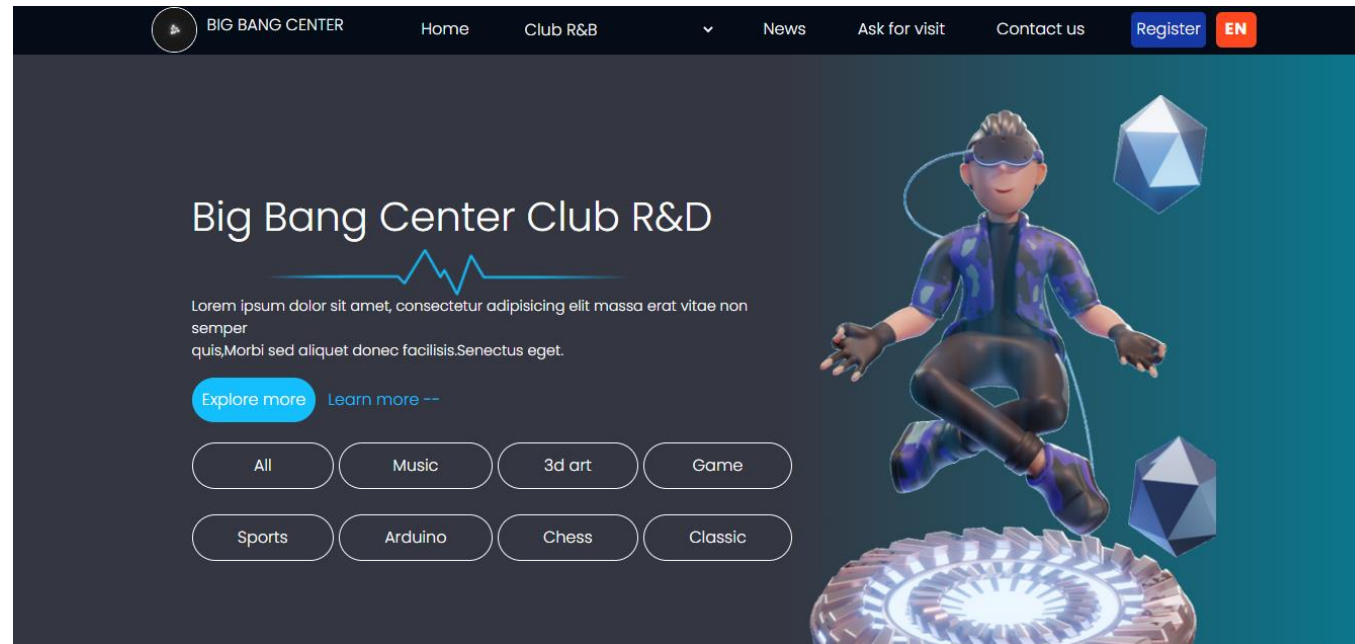 BIG BANG CENTER Home Club R&B News Ask for visit Contact us Register EN
Big Bang Center Club R&D
Lorem ipsum dolor sit amet, consectetur adipisicing elit massa erat vitae non
semper
quis,Morbi sed aliquet donec facilisis.Senectus eget.
Explore more Learn more --
All Music 3d art Game
Sports Arduino Chess Classic